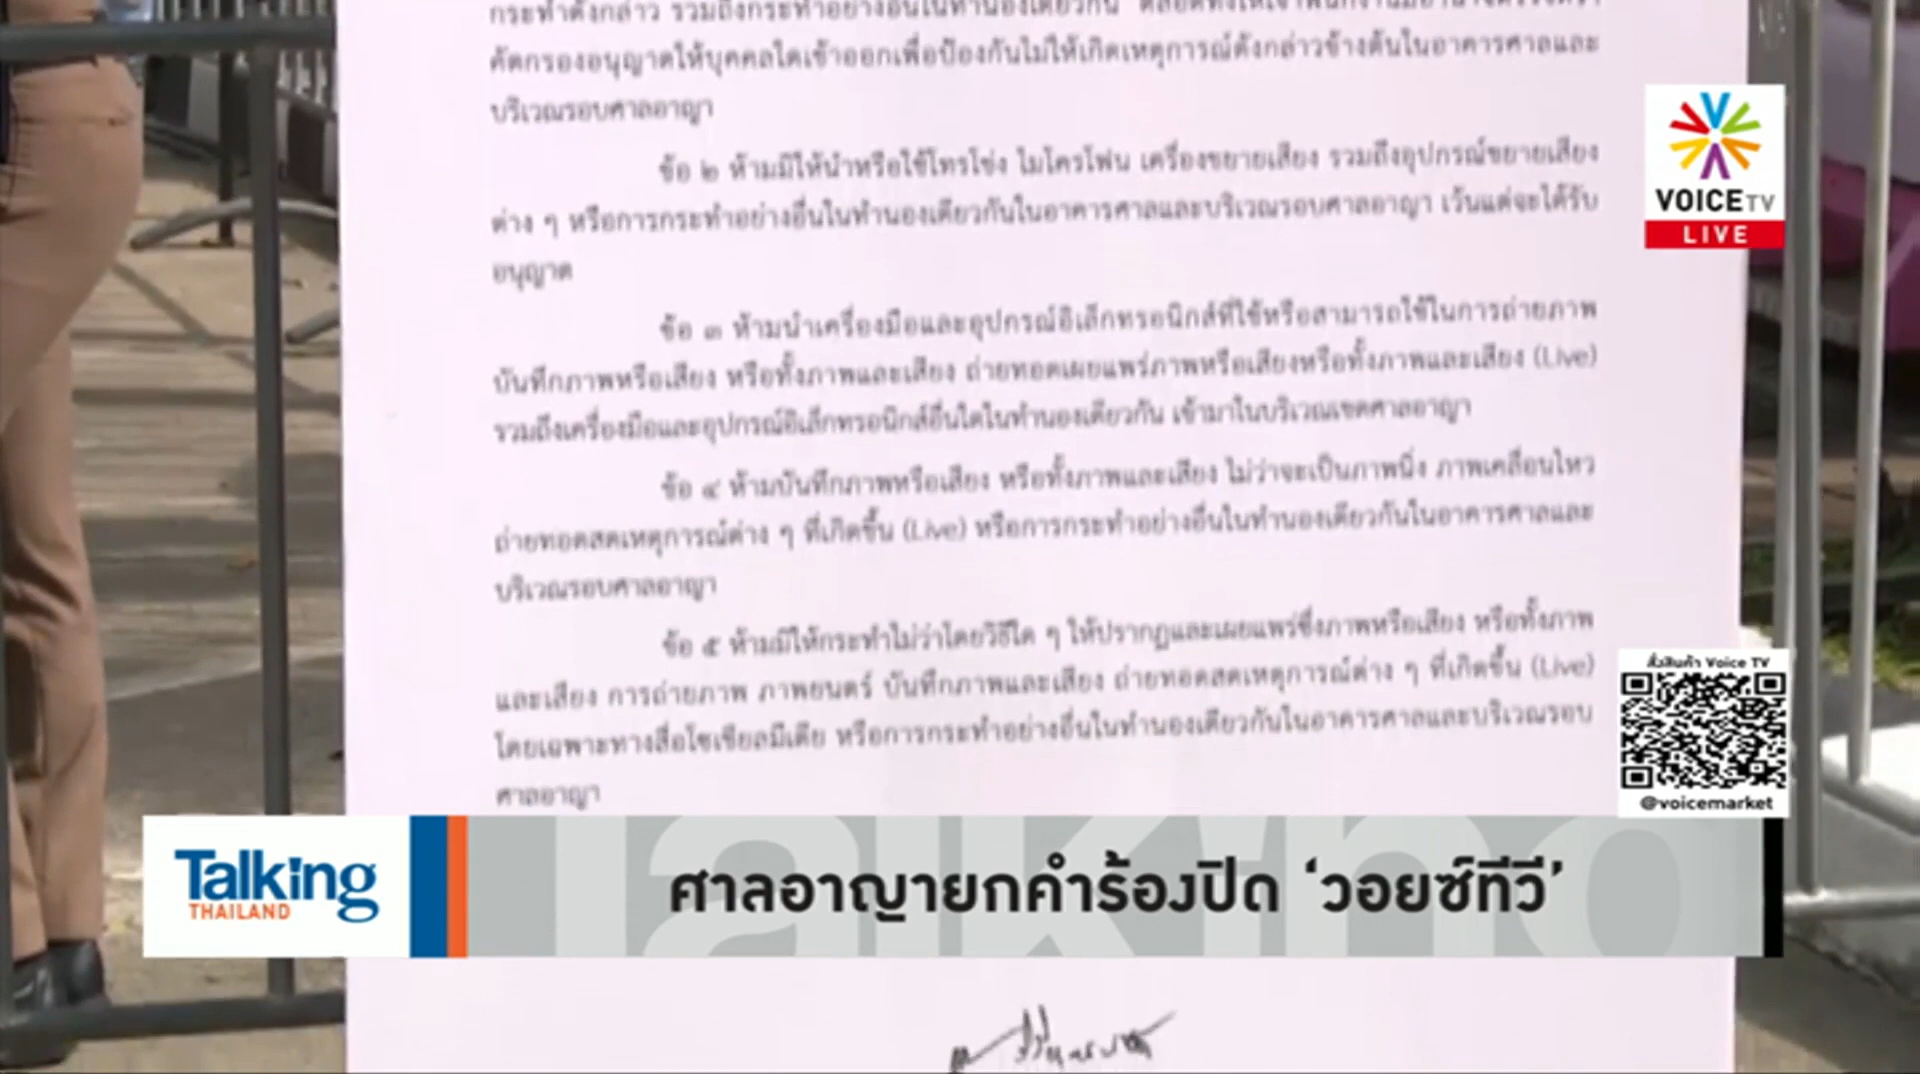 กระทำดังกล่าว รวมถึงกระทำอย่างอื่นในทำนองเดียวกัน
คัดกรองอนุญาตให้บุคคลใดเข้าออกเพื่อป้องกันไม่ให้เกิดเหตุการณ์ดังกล่าวข้างต้นในอาคารศาลและ
บริเวณรอบศาลอาญา
ข้อ ๒ ห้ามมิให้นำหรือใช้โทรโข่ง ไมโครโฟน เครื่องขยายเสียง รวมถึงอุปกรณ์ขยายเสียง
ต่าง ๆ หรือการกระทำอย่างอื่นในทำนองเดียวกันในอาคารศาลและบริเวณรอบศาลอาญา เว้นแต่จะได้รับ
อนุญาต
ข้อ ๓ ห้ามนำเครื่องมือและอุปกรณ์อิเล็กทรอนิกส์ที่ใช้หรือสามารถใช้ในการถ่ายภาพ
บันทึกภาพหรือเสียง หรือทั้งภาพและเสียง ถ่ายทอดเผยแพร่ภาพหรือเสียงหรือทั้งภาพและเสียง (Live)
รวมถึงเครื่องมือและอุปกรณ์อิเล็กทรอนิกส์อื่นใดในทำนองเดียวกัน เข้ามาในบริเวณเขตศาลอาญา
ข้อ ๔ ห้ามบันทึกภาพหรือเสียง หรือทั้งภาพและเสียง ไม่ว่าจะเป็นภาพนิ่ง ภาพเคลื่อนไหว
ถ่ายทอดสดเหตุการณ์ต่าง ๆ ที่เกิดขึ้น (Live) หรือการกระทำอย่างอื่นในทำนองเดียวกันในอาคารศาลและ
บริเวณรอบศาลอาญา
ข้อ ๕ ห้ามมิให้กระทำไม่ว่าโดยวิธีใด ๆ ให้ปรากฏและเผยแพร่ซึ่งภาพหรือเสียง หรือทั้งภาพ
และเสียง การถ่ายภาพ ภาพยนตร์ บันทึกภาพและเสียง ถ่ายทอดสดเหตุการณ์ต่าง ๆ ที่เกิดขึ้น (Live)
โดยเฉพาะทางสื่อโซเชียลมีเดีย หรือการกระทำอย่างอื่นในทำนองเดียวกันในอาคารศาลและบริเวณรอบ
ศาลอาญา
VOICE TV
LIVE
สั่งสินค้า Voice TV
@voicemarket
Talking
THAILAND
ศาลอาญายกคำร้องปิด ‘วอยซ์ทีวี’